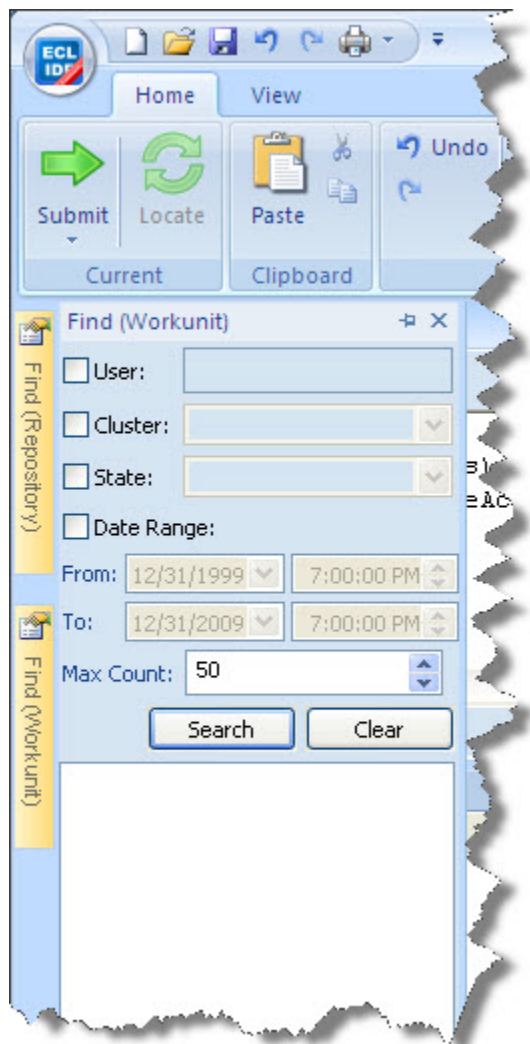 ECL
IDE
Home View
Submit Locate Paste Undo
Current Clipboard
Find (Repository)
Find (Workunit)
Find (Workunit)
User:
Cluster:
State:
Date Range:
From: 12/31/1999 7:00:00 PM
To: 12/31/2009 7:00:00 PM
Max Count: 50
Search Clear